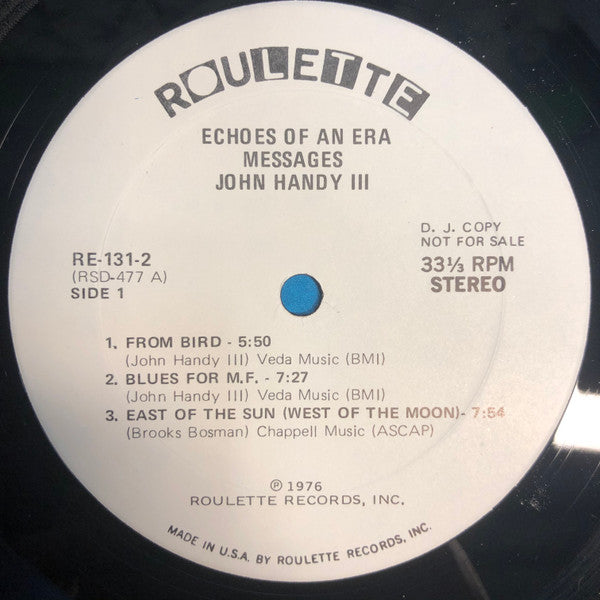 ROULETTE
ECHOES OF AN ERA
MESSAGES
JOHN HANDY III
D. J. COPY
NOT FOR SALE
RE-131-2
(RSD-477 A)
SIDE 1
33⅓ RPM
STEREO
1. FROM BIRD - 5:50
(John Handy III) Veda Music (BMI)
2. BLUES FOR M.F. - 7:27
(John Handy III) Veda Music (BMI)
3. EAST OF THE SUN (WEST OF THE MOON)- 7:54
(Brooks Bosman) Chappell Music (ASCAP)
℗ 1976
ROULETTE RECORDS, INC.
MADE IN U.S.A. BY ROULETTE RECORDS, INC.